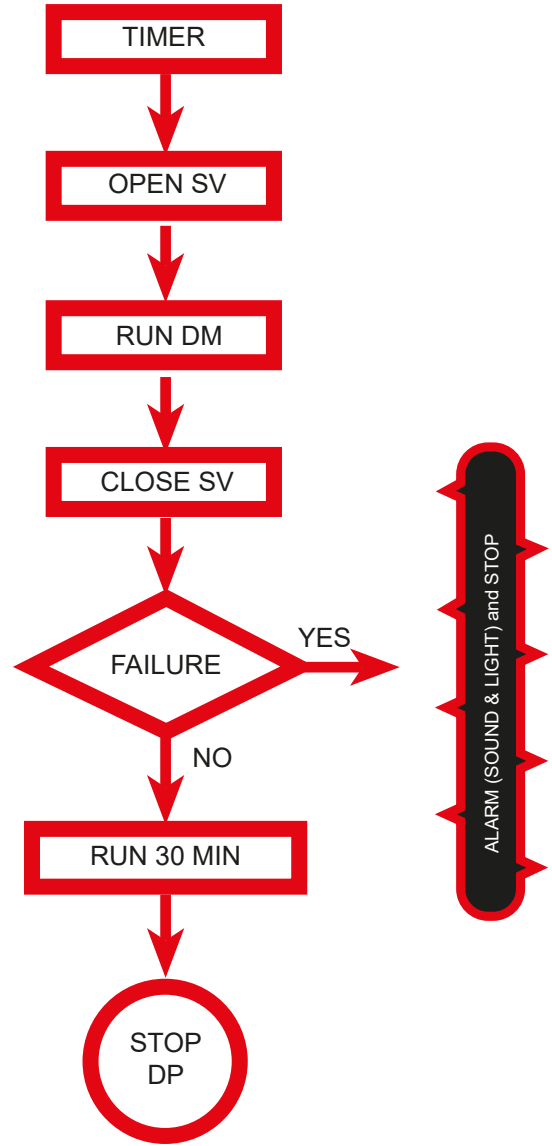 TIMER
OPEN SV
RUN DM
CLOSE SV
FAILURE
YES
ALARM (SOUND & LIGHT) and STOP
NO
RUN 30 MIN
STOP
DP